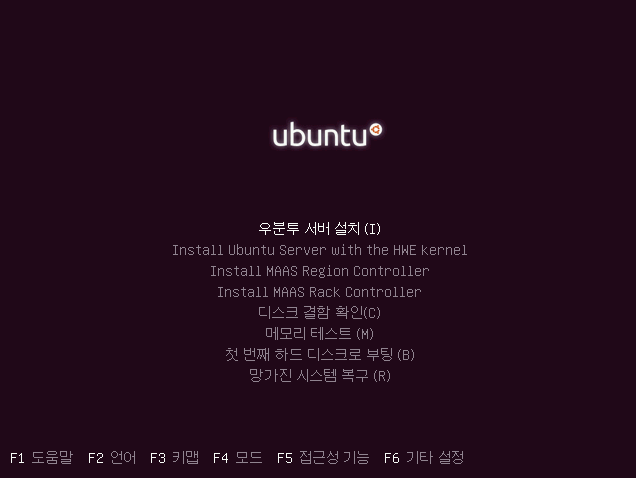 ubuntu
우분투 서버 설치 (I)
Install Ubuntu Server with the HWE kernel
Install MAAS Region Controller
Install MAAS Rack Controller
디스크 결함 확인(C)
메모리 테스트 (M)
첫 번째 하드 디스크로 부팅 (B)
망가진 시스템 복구 (R)
F1 도움말 F2 언어 F3 키맵 F4 모드 F5 접근성 기능 F6 기타 설정